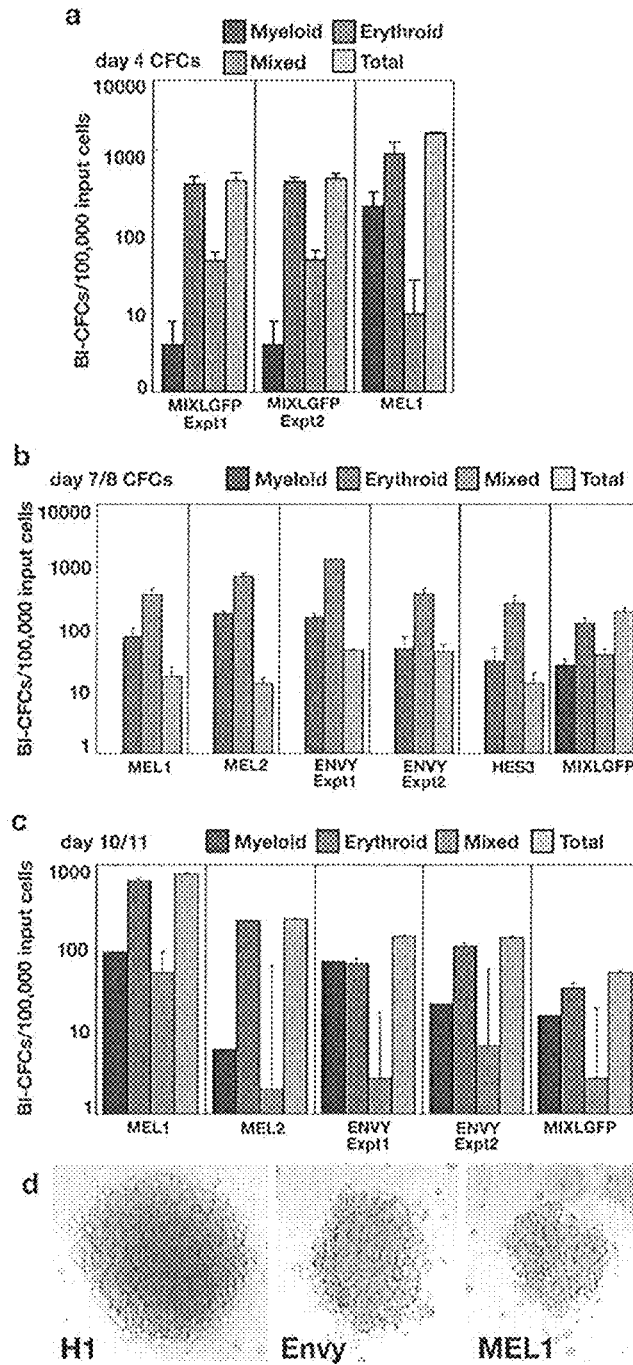 a
Myeloid Erythroid
day 4 CFCs Mixed Total
BI-CFCs/100,000 input cells
10000
1000
100
10
0
MIXLGFP Expt1
MIXLGFP Expt2
MEL1
b
day 7/8 CFCs Myeloid Erythroid Mixed Total
BI-CFCs/100,000 input cells
10000
1000
100
10
1
MEL1
MEL2
ENVY Expt1
ENVY Expt2
HES3
MIXLGFP
c
day 10/11 Myeloid Erythroid Mixed Total
BI-CFCs/100,000 input cells
1000
100
10
1
MEL1
MEL2
ENVY Expt1
ENVY Expt2
MIXLGFP
d
H1
Envy
MEL1